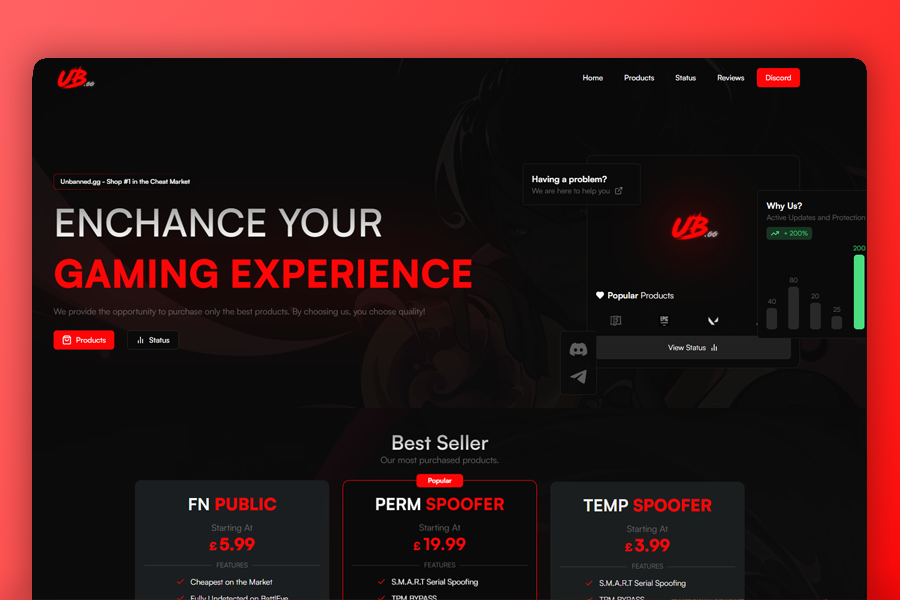 UB.GG
Home
Products
Status
Reviews
Discord
Unbanned.gg - Shop #1 in the Cheat Market
ENCHANCE YOUR
GAMING EXPERIENCE
We provide the opportunity to purchase only the best products. By choosing us, you choose quality!
Products
Status
Having a problem?
We are here to help you
UB.GG
Popular Products
View Status
Why Us?
Active Updates and Protection
+ 200%
40
80
20
25
200
Best Seller
Our most purchased products.
FN PUBLIC
Starting At
£5.99
FEATURES
Cheapest on the Market
Fully Undetected on BattlEye
Popular
PERM SPOOFER
Starting At
£19.99
FEATURES
S.M.A.R.T Serial Spoofing
TPM BYPASS
TEMP SPOOFER
Starting At
£3.99
FEATURES
S.M.A.R.T Serial Spoofing
TPM BYPASS